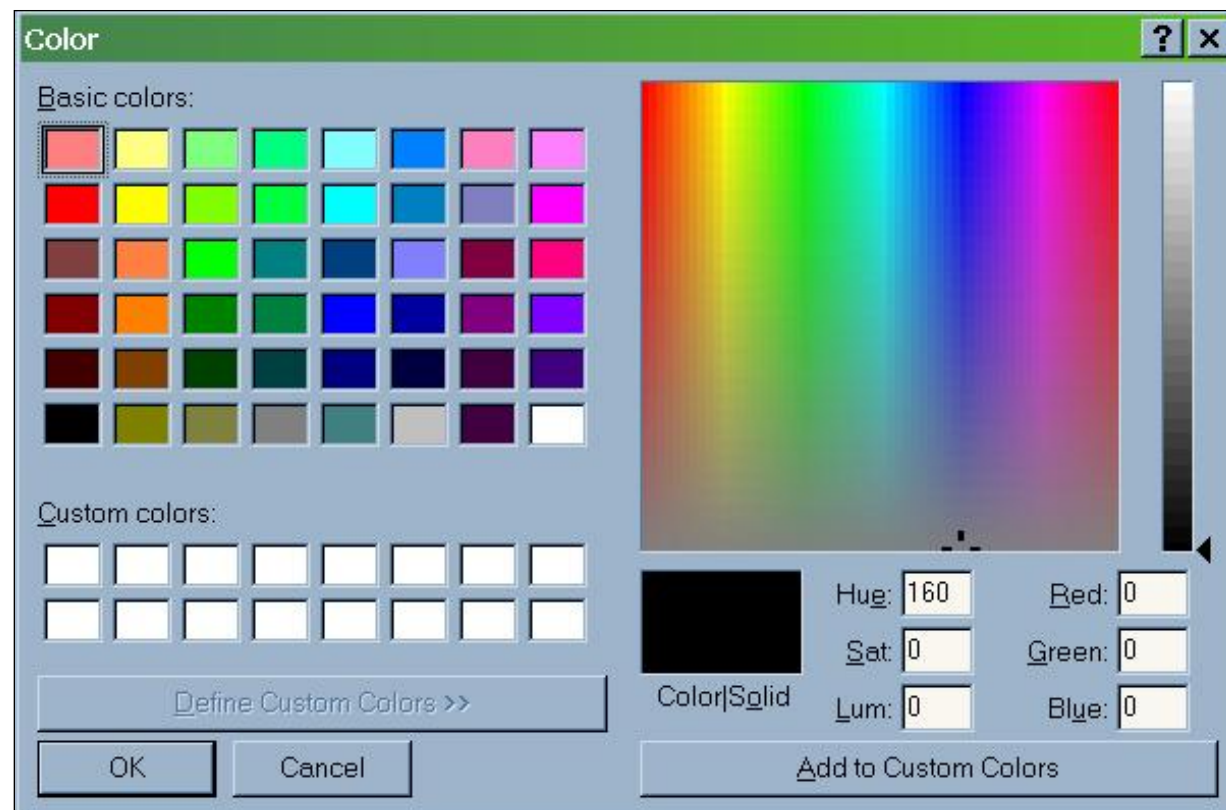 Color
Basic colors:
Custom colors:
Define Custom Colors >>
OK Cancel
Color|Solid
Hue: 160 Red: 0
Sat: 0 Green: 0
Lum: 0 Blue: 0
Add to Custom Colors